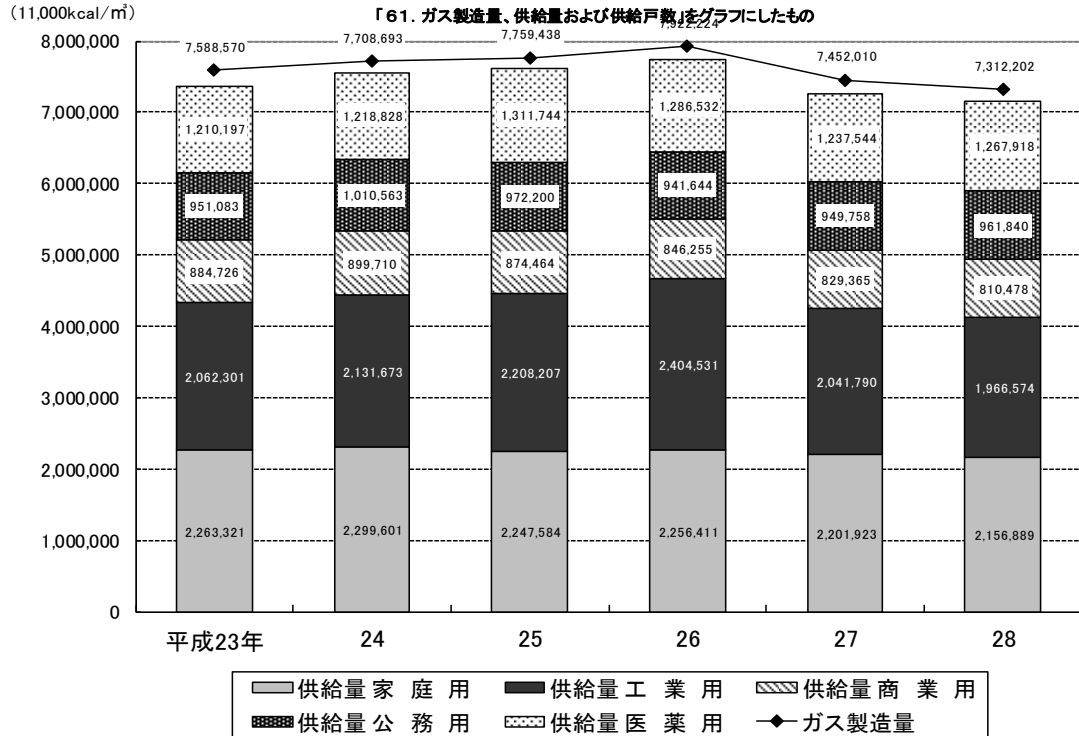 (11,000kcal/㎥)
「61．ガス製造量、供給量および供給戸数」をグラフにしたもの
8,000,000
7,000,000
6,000,000
5,000,000
4,000,000
3,000,000
2,000,000
1,000,000
0
7,588,570 7,708,693 7,759,438 7,922,224 7,452,010 7,312,202
1,210,197 1,218,828 1,311,744 1,286,532 1,237,544 1,267,918
951,083 1,010,563 972,200 941,644 949,758 961,840
884,726 899,710 874,464 846,255 829,365 810,478
2,062,301 2,131,673 2,208,207 2,404,531 2,041,790 1,966,574
2,263,321 2,299,601 2,247,584 2,256,411 2,201,923 2,156,889
平成23年 24 25 26 27 28
供給量 家 庭 用 供給量 工 業 用 供給量 商 業 用
供給量 公 務 用 供給量 医 薬 用 ガス製造量